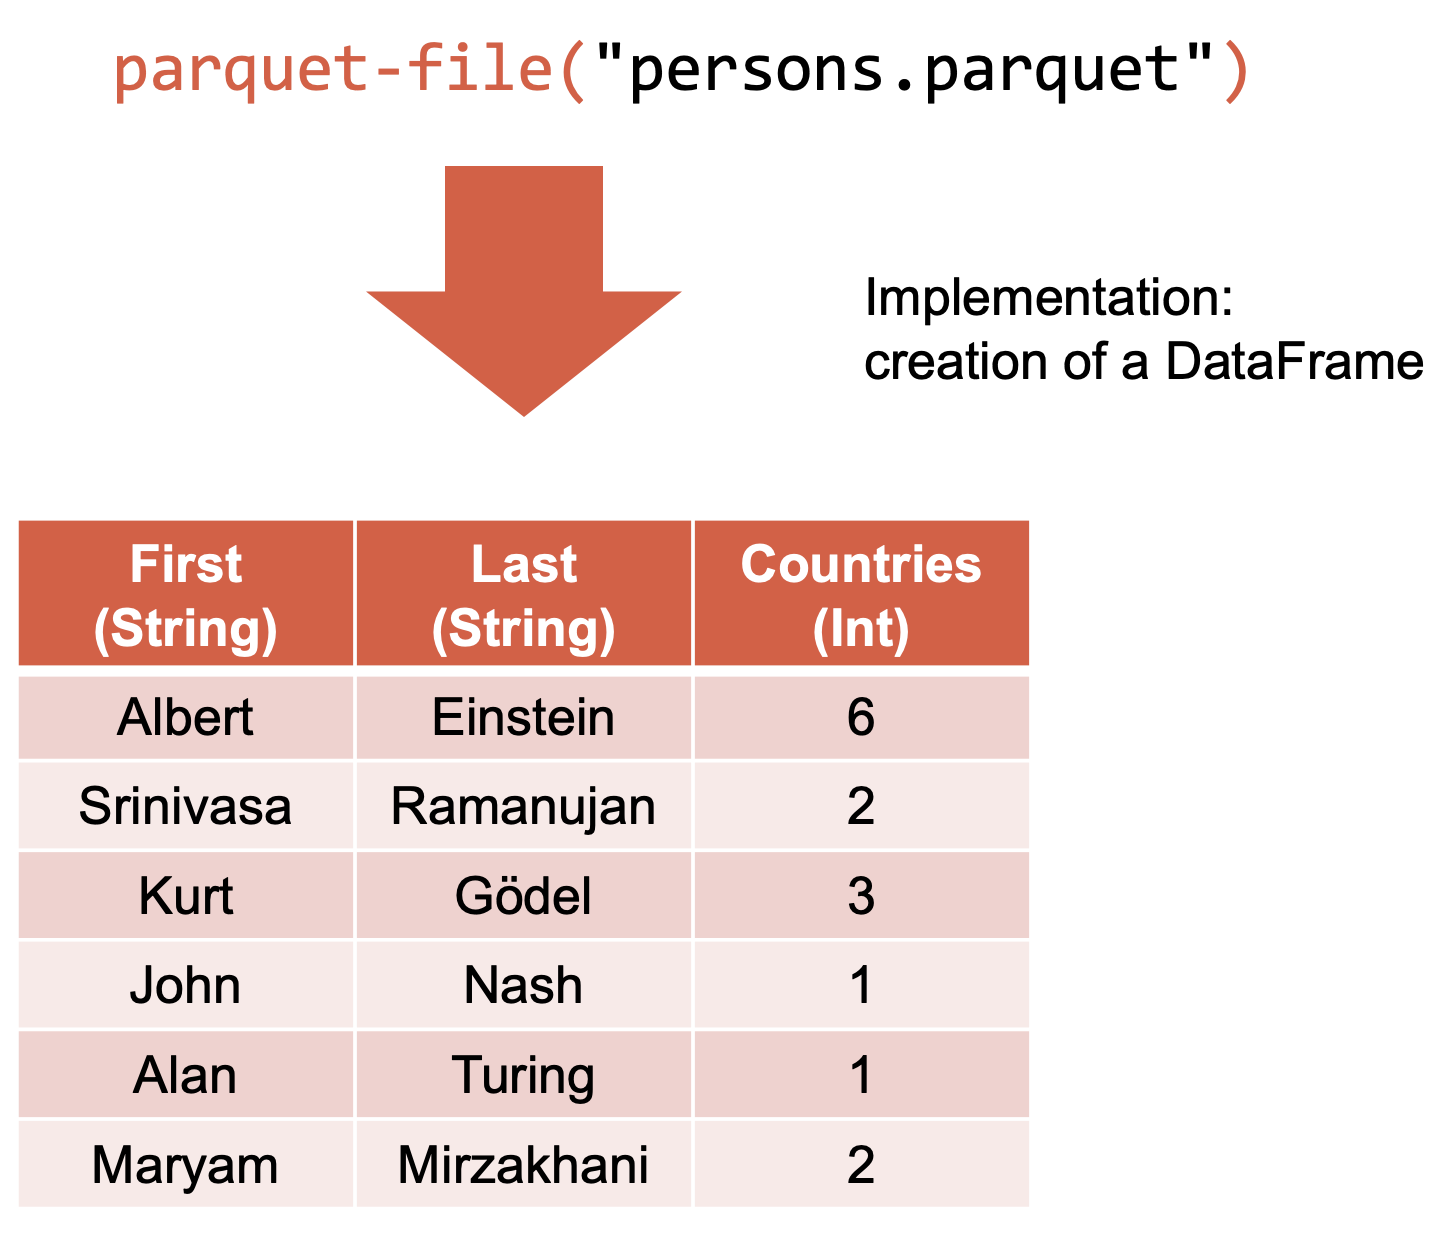 parquet-file("persons.parquet")
Implementation:
creation of a DataFrame
First (String) Last (String) Countries (Int)
Albert Einstein 6
Srinivasa Ramanujan 2
Kurt Gödel 3
John Nash 1
Alan Turing 1
Maryam Mirzakhani 2